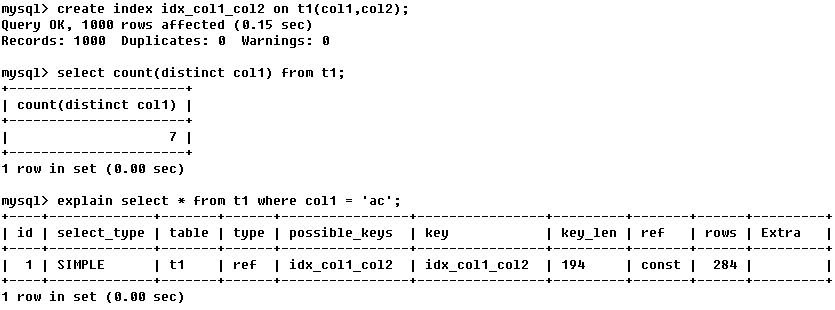 mysql> create index idx_col1_col2 on t1(col1,col2);
Query OK, 1000 rows affected (0.15 sec)
Records: 1000  Duplicates: 0  Warnings: 0

mysql> select count(distinct col1) from t1;
+----------------------+
| count(distinct col1) |
+----------------------+
|                    7 |
+----------------------+
1 row in set (0.00 sec)

mysql> explain select * from t1 where col1 = 'ac';
+----+-------------+-------+------+---------------+---------------+---------+-------+------+-------+
| id | select_type | table | type | possible_keys | key           | key_len | ref   | rows | Extra |
+----+-------------+-------+------+---------------+---------------+---------+-------+------+-------+
|  1 | SIMPLE      | t1    | ref  | idx_col1_col2 | idx_col1_col2 | 194     | const |  284 |       |
+----+-------------+-------+------+---------------+---------------+---------+-------+------+-------+
1 row in set (0.00 sec)